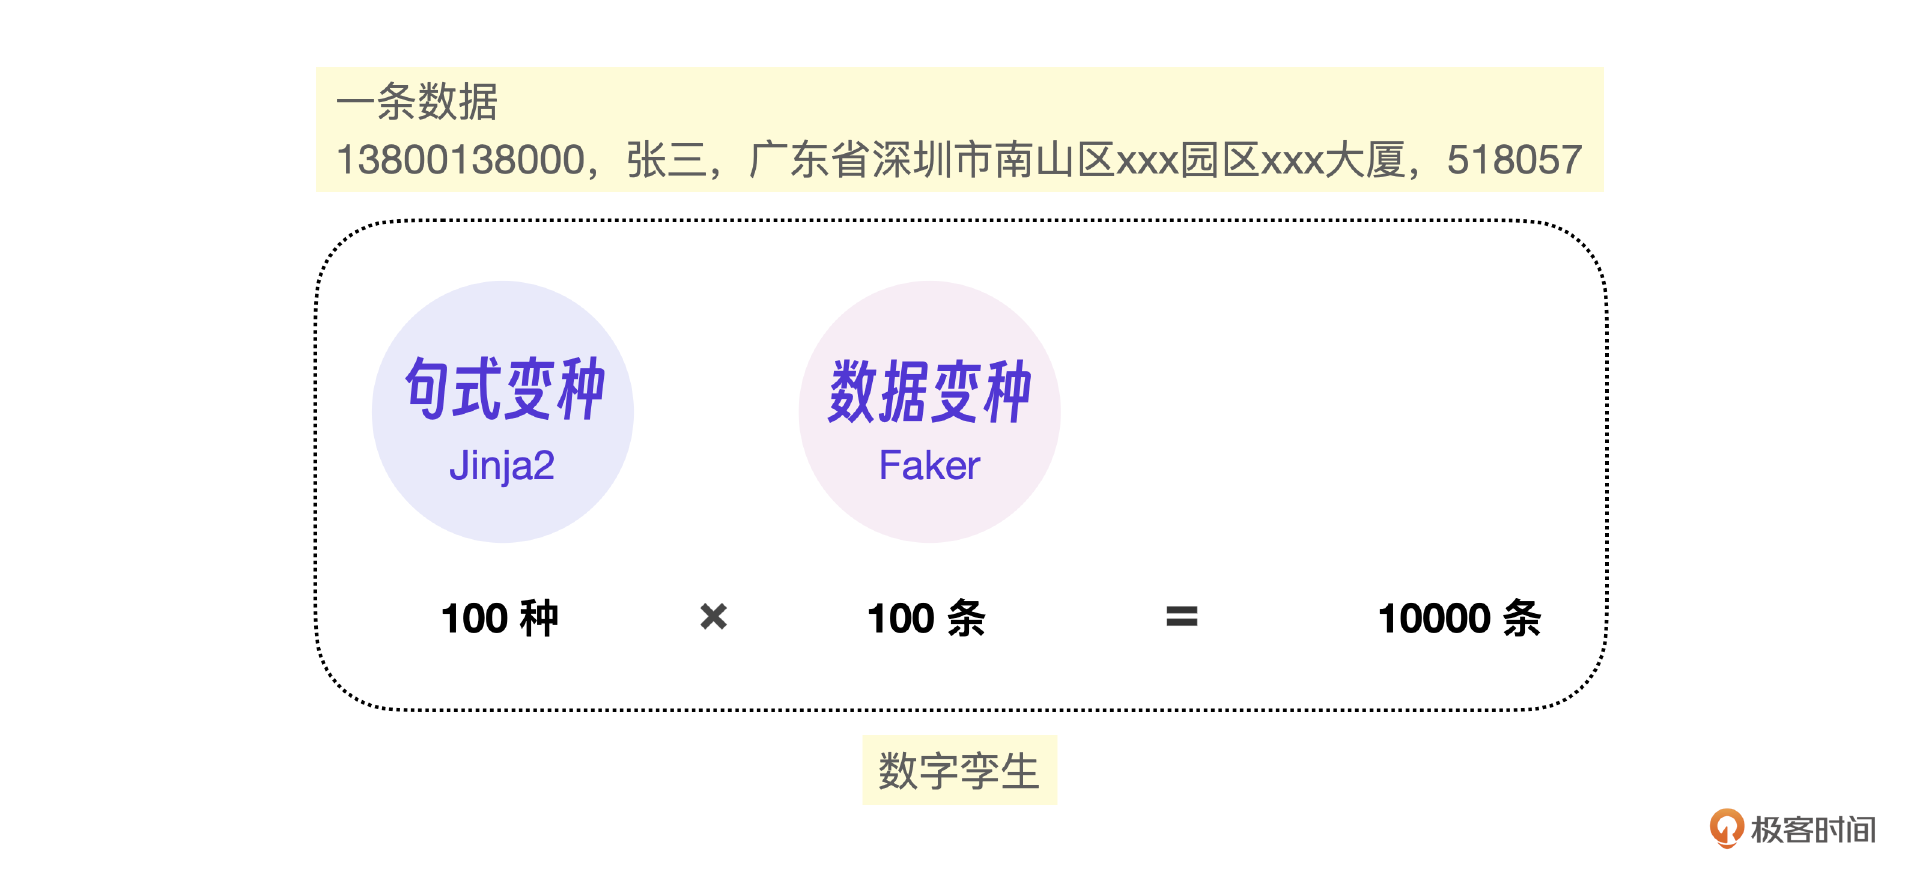 一条数据
13800138000，张三，广东省深圳市南山区xxx园区xxx大厦，518057
句式变种
Jinja2
数据变种
Faker
100 种 × 100 条 = 10000 条
数字孪生
极客时间